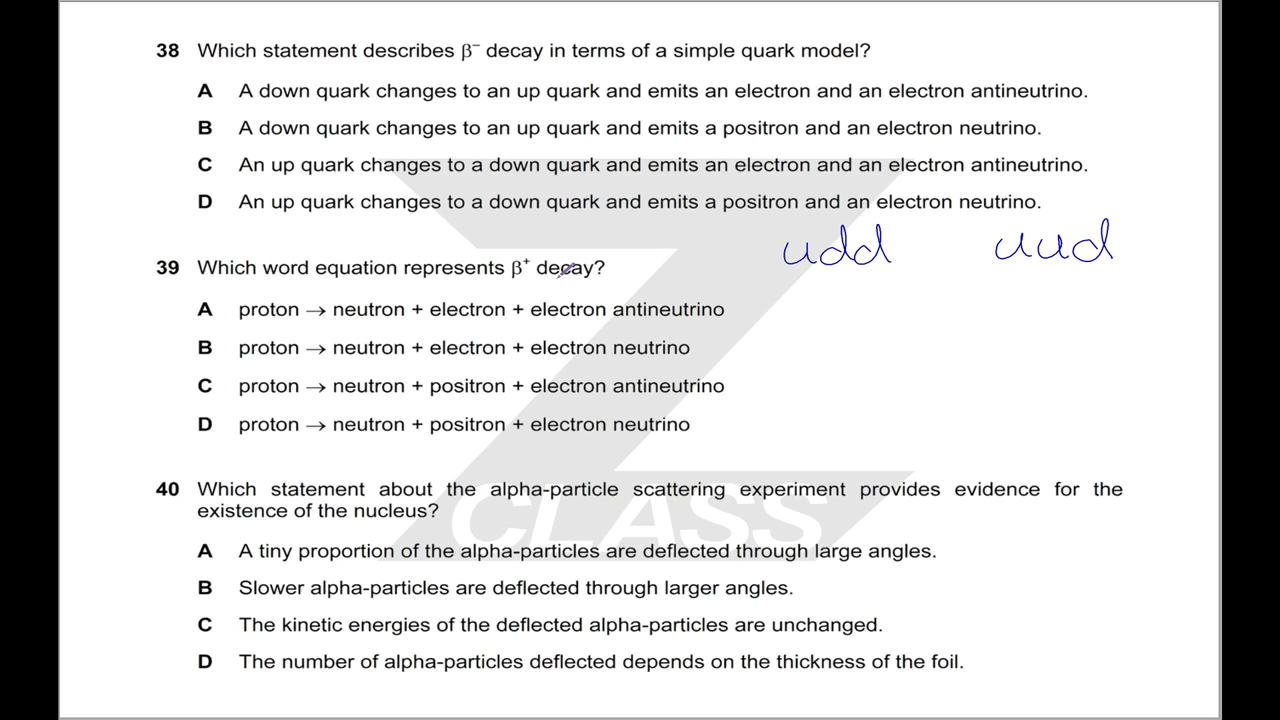 38 Which statement describes β⁻ decay in terms of a simple quark model?
A A down quark changes to an up quark and emits an electron and an electron antineutrino.
B A down quark changes to an up quark and emits a positron and an electron neutrino.
C An up quark changes to a down quark and emits an electron and an electron antineutrino.
D An up quark changes to a down quark and emits a positron and an electron neutrino.
udd uud
39 Which word equation represents β⁺ decay?
A proton → neutron + electron + electron antineutrino
B proton → neutron + electron + electron neutrino
C proton → neutron + positron + electron antineutrino
D proton → neutron + positron + electron neutrino
40 Which statement about the alpha-particle scattering experiment provides evidence for the
existence of the nucleus?
A A tiny proportion of the alpha-particles are deflected through large angles.
B Slower alpha-particles are deflected through larger angles.
C The kinetic energies of the deflected alpha-particles are unchanged.
D The number of alpha-particles deflected depends on the thickness of the foil.
Z
CLASS